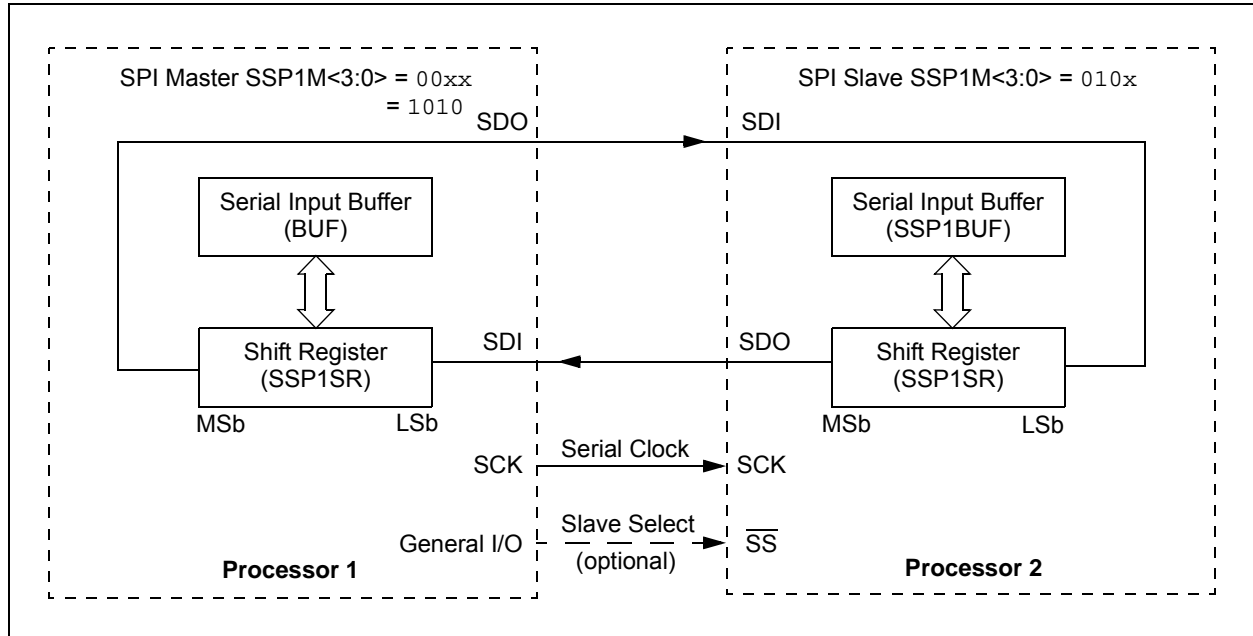 SPI Master SSP1M<3:0> = 00xx
= 1010
SDO
Serial Input Buffer
(BUF)
Shift Register
(SSP1SR)
MSb
LSb
SDI
SCK
General I/O
Processor 1
Serial Clock
Slave Select
(optional)
SPI Slave SSP1M<3:0> = 010x
SDI
Serial Input Buffer
(SSP1BUF)
SDO
Shift Register
(SSP1SR)
MSb
LSb
SCK
SS
Processor 2